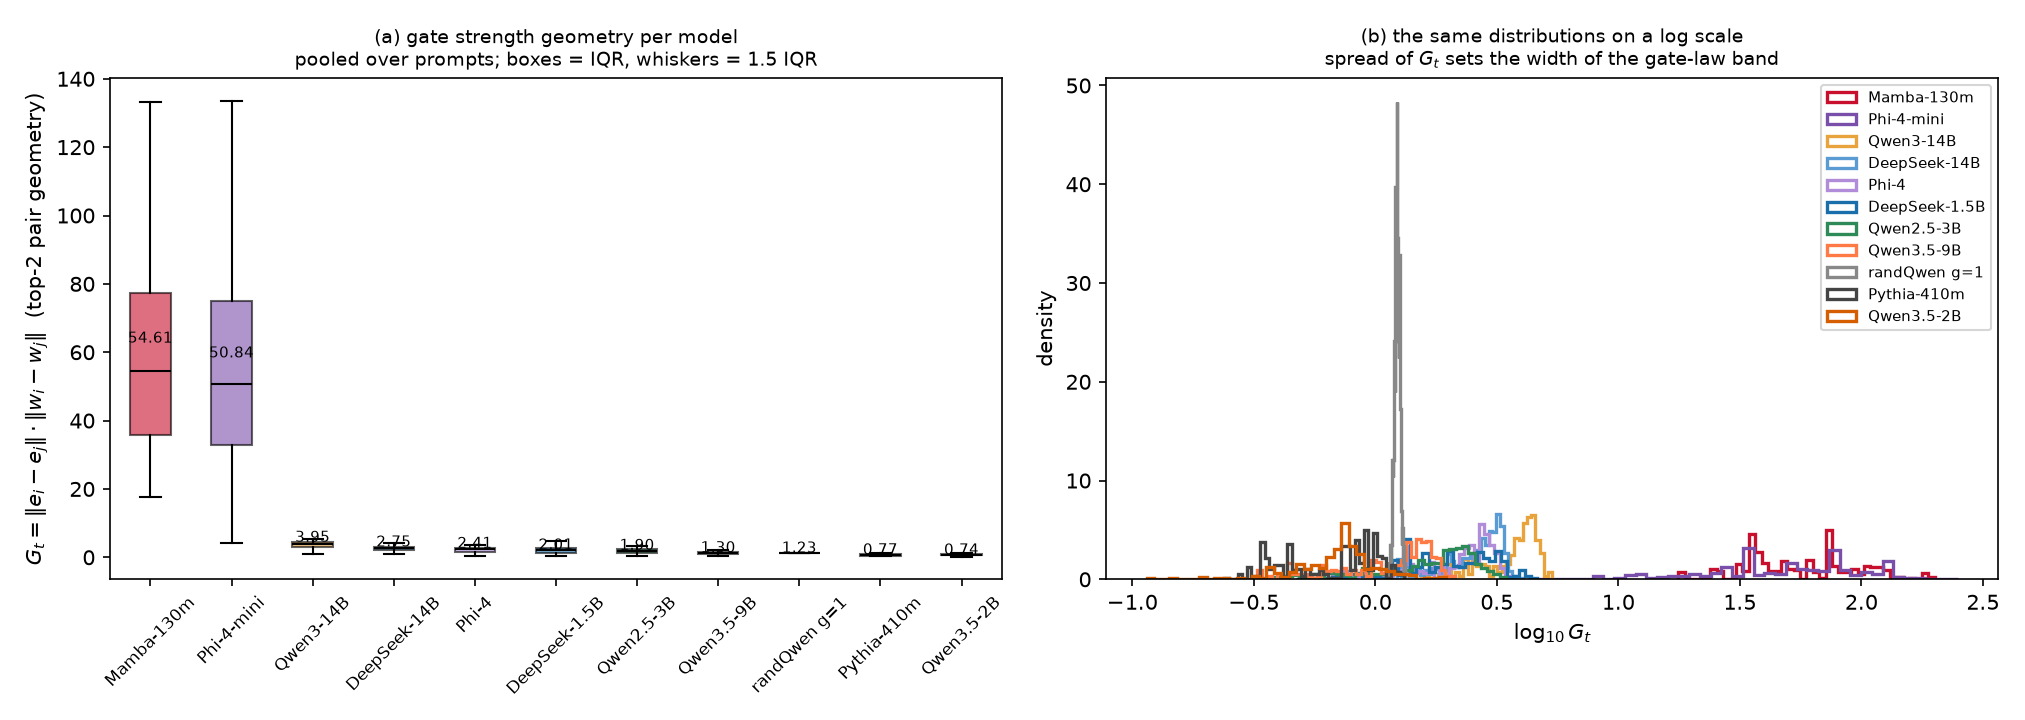 (a) gate strength geometry per model
pooled over prompts; boxes = IQR, whiskers = 1.5 IQR
G_t = ‖e_i − e_j‖ · ‖w_i − w_j‖  (top-2 pair geometry)
140
120
100
80
60
40
20
0
54.61
50.84
3.95
2.75
2.41
2.01
1.90
1.30
1.23
0.77
0.74
Mamba-130m
Phi-4-mini
Qwen3-14B
DeepSeek-14B
Phi-4
DeepSeek-1.5B
Qwen2.5-3B
Qwen3.5-9B
randQwen g=1
Pythia-410m
Qwen3.5-2B
(b) the same distributions on a log scale
spread of G_t sets the width of the gate-law band
density
50
40
30
20
10
0
Mamba-130m
Phi-4-mini
Qwen3-14B
DeepSeek-14B
Phi-4
DeepSeek-1.5B
Qwen2.5-3B
Qwen3.5-9B
randQwen g=1
Pythia-410m
Qwen3.5-2B
−1.0
−0.5
0.0
0.5
1.0
1.5
2.0
2.5
log₁₀ G_t